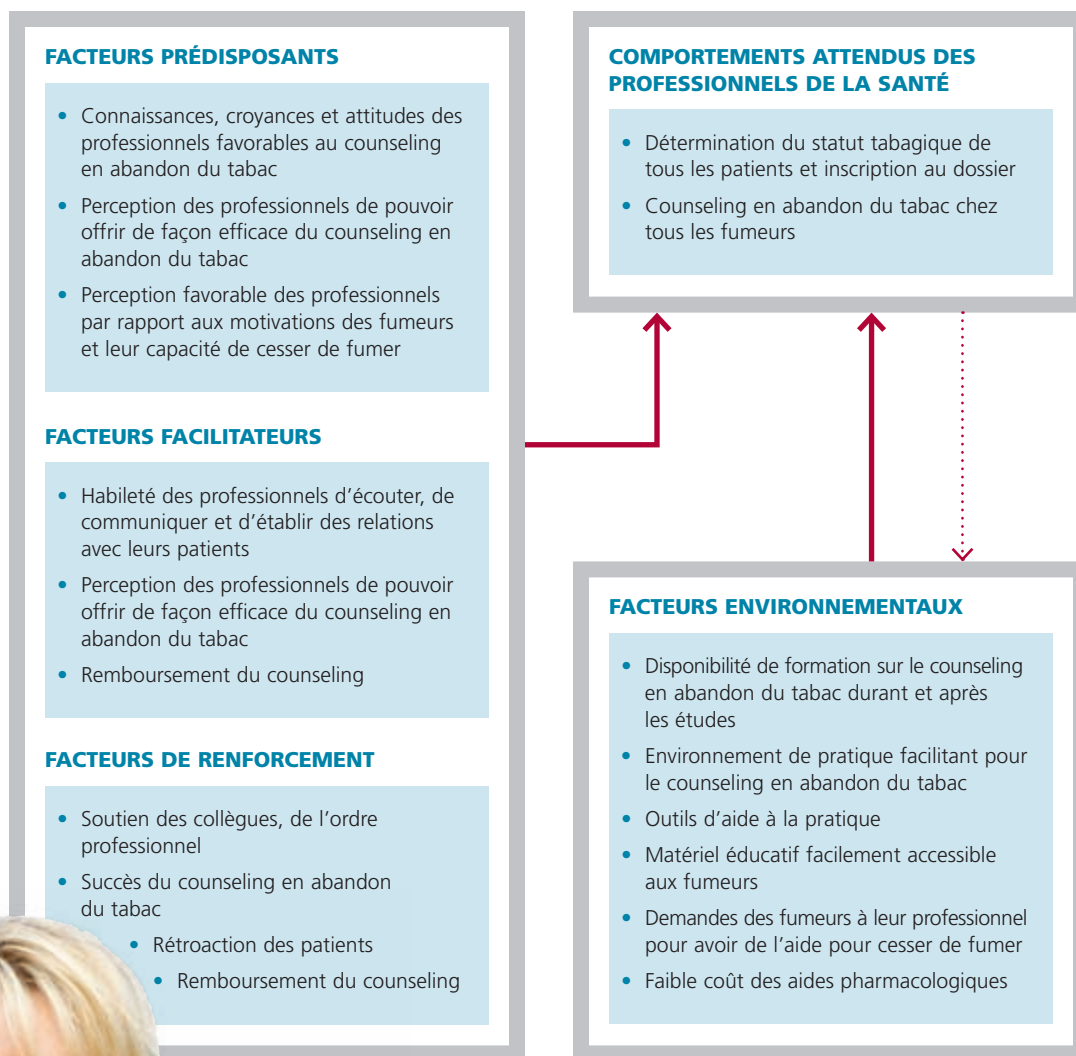 FACTEURS PRÉDISPOSANTS
• Connaissances, croyances et attitudes des
professionnels favorables au counseling
en abandon du tabac
• Perception des professionnels de pouvoir
offrir de façon efficace du counseling en
abandon du tabac
• Perception favorable des professionnels
par rapport aux motivations des fumeurs
et leur capacité de cesser de fumer
FACTEURS FACILITATEURS
• Habileté des professionnels d'écouter, de
communiquer et d'établir des relations
avec leurs patients
• Perception des professionnels de pouvoir
offrir de façon efficace du counseling en
abandon du tabac
• Remboursement du counseling
FACTEURS DE RENFORCEMENT
• Soutien des collègues, de l'ordre
professionnel
• Succès du counseling en abandon
du tabac
• Rétroaction des patients
• Remboursement du counseling
COMPORTEMENTS ATTENDUS DES
PROFESSIONNELS DE LA SANTÉ
• Détermination du statut tabagique de
tous les patients et inscription au dossier
• Counseling en abandon du tabac chez
tous les fumeurs
FACTEURS ENVIRONNEMENTAUX
• Disponibilité de formation sur le counseling
en abandon du tabac durant et après
les études
• Environnement de pratique facilitant pour
le counseling en abandon du tabac
• Outils d'aide à la pratique
• Matériel éducatif facilement accessible
aux fumeurs
• Demandes des fumeurs à leur professionnel
pour avoir de l'aide pour cesser de fumer
• Faible coût des aides pharmacologiques